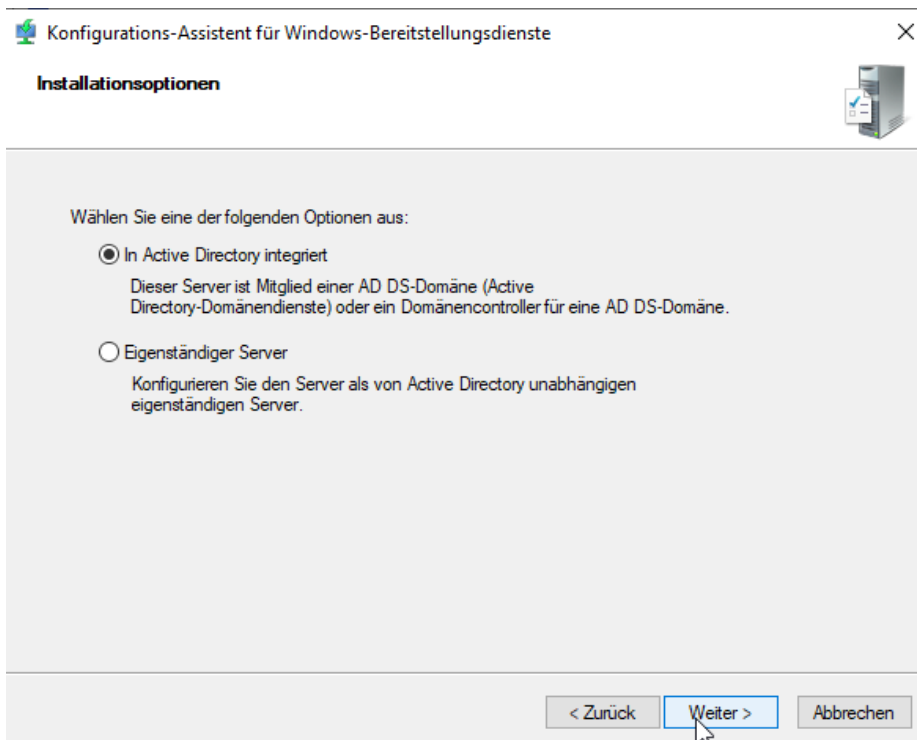 Konfigurations-Assistent für Windows-Bereitstellungsdienste
Installationsoptionen
Wählen Sie eine der folgenden Optionen aus:
In Active Directory integriert
Dieser Server ist Mitglied einer AD DS-Domäne (Active
Directory-Domänendienste) oder ein Domänencontroller für eine AD DS-Domäne.
Eigenständiger Server
Konfigurieren Sie den Server als von Active Directory unabhängigen
eigenständigen Server.
< Zurück
Weiter >
Abbrechen